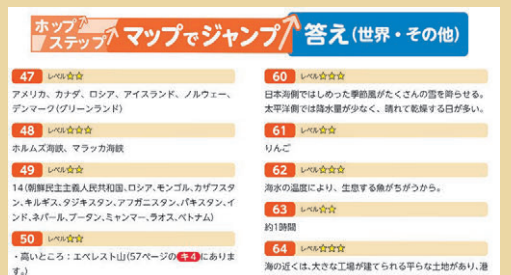 ホップ
ステップ
マップでジャンプ
答え(世界・その他)
47 レベル☆☆
アメリカ、カナダ、ロシア、アイスランド、ノルウェー、
デンマーク(グリーンランド)
48 レベル☆☆☆
ホルムズ海峡、マラッカ海峡
49 レベル☆☆
14(朝鮮民主主義人民共和国、ロシア、モンゴル、カザフスタ
ン、キルギス、タジキスタン、アフガニスタン、パキスタン、イ
ンド、ネパール、ブータン、ミャンマー、ラオス、ベトナム)
50 レベル☆☆
・高いところ：エベレスト山(57ページのキ4にありま
す。)
60 レベル☆☆☆
日本海側ではしめった季節風がたくさんの雪を降らせる。
太平洋側では降水量が少なく、晴れて乾燥する日が多い。
61 レベル☆☆
りんご
62 レベル☆☆☆
海水の温度により、生息する魚がちがうから。
63 レベル☆☆
約1時間
64 レベル☆☆☆
海の近くは、大きな工場が建てられる平らな土地があり、港